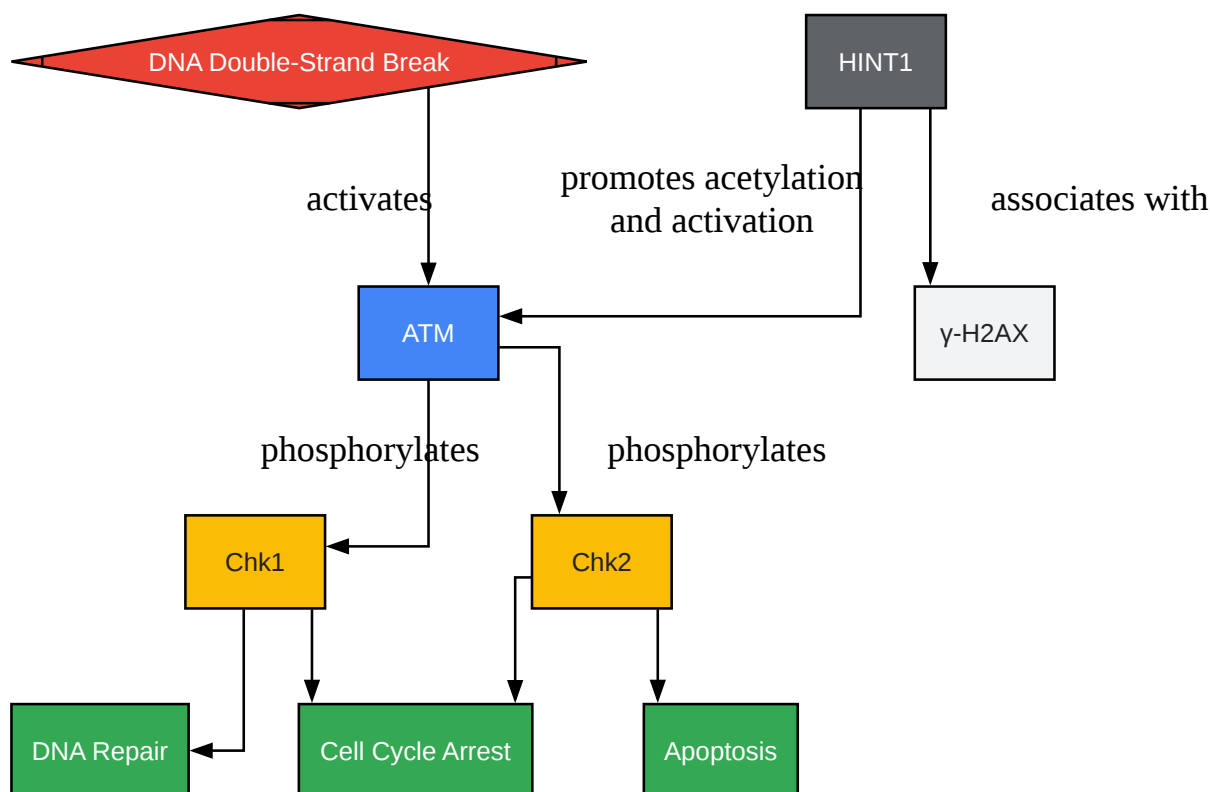 DNA Double-Strand Break
HINT1
activates
promotes acetylation
and activation
associates with
ATM
γ-H2AX
phosphorylates
phosphorylates
Chk1
Chk2
DNA Repair
Cell Cycle Arrest
Apoptosis